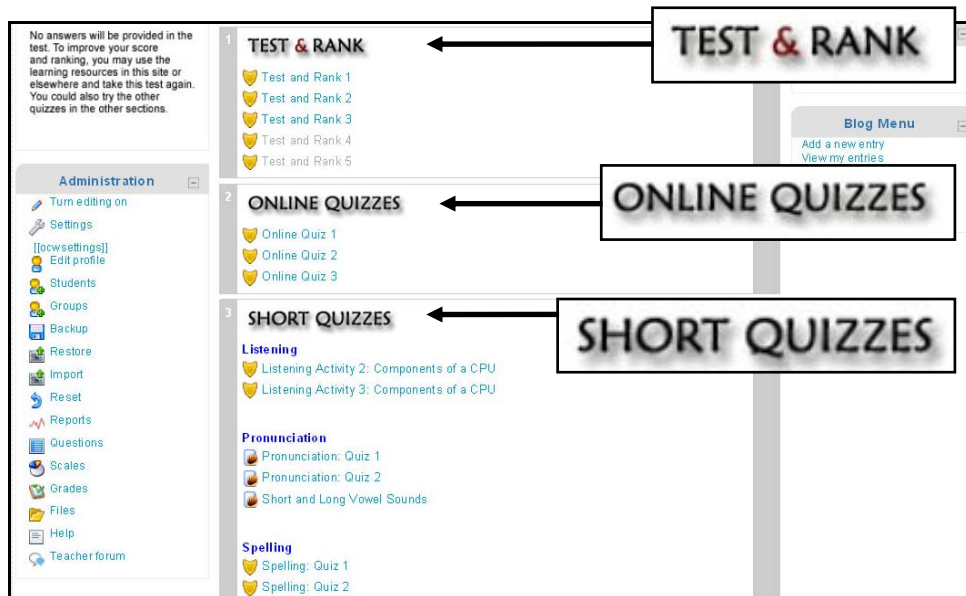 No answers will be provided in the
test. To improve your score
and ranking, you may use the
learning resources in this site or
elsewhere and take this test again.
You could also try the other
quizzes in the other sections.
Administration
Turn editing on
Settings
[[ocwsettings]]
Edit profile
Students
Groups
Backup
Restore
Import
Reset
Reports
Questions
Scales
Grades
Files
Help
Teacher forum
1
TEST & RANK
Test and Rank 1
Test and Rank 2
Test and Rank 3
Test and Rank 4
Test and Rank 5
2
ONLINE QUIZZES
Online Quiz 1
Online Quiz 2
Online Quiz 3
3
SHORT QUIZZES
Listening
Listening Activity 2: Components of a CPU
Listening Activity 3: Components of a CPU
Pronunciation
Pronunciation: Quiz 1
Pronunciation: Quiz 2
Short and Long Vowel Sounds
Spelling
Spelling: Quiz 1
Spelling: Quiz 2
TEST & RANK
Blog Menu
Add a new entry
View my entries
ONLINE QUIZZES
SHORT QUIZZES